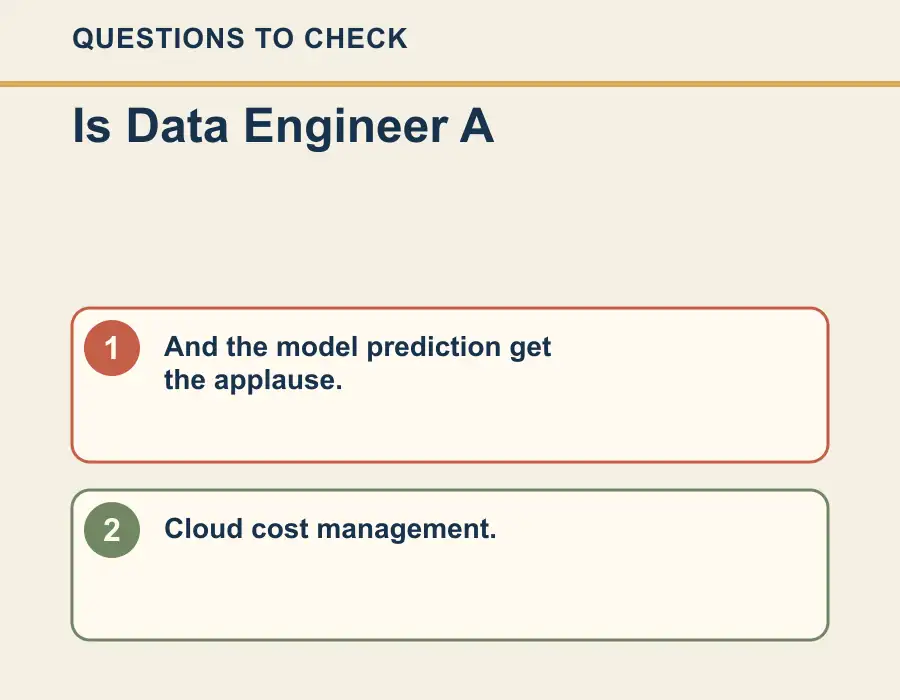 QUESTIONS TO CHECK
Is Data Engineer A
1
And the model prediction get
the applause.
2
Cloud cost management.